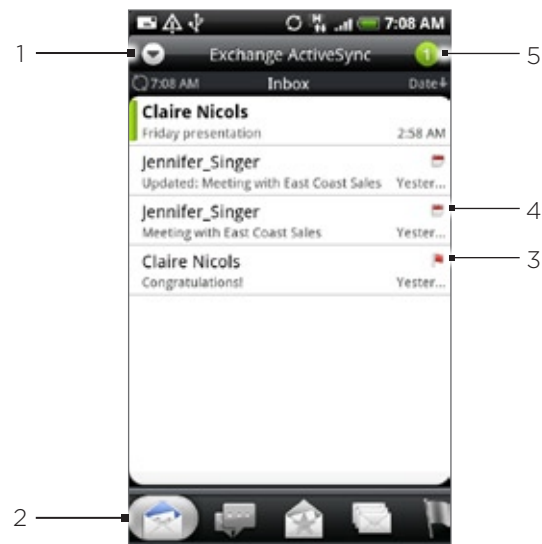 7:08 AM
1 Exchange ActiveSync 1 5
7:08 AM Inbox Date
Claire Nicols
Friday presentation 2:58 AM
Jennifer_Singer
Updated: Meeting with East Coast Sales Yester...
Jennifer_Singer 4
Meeting with East Coast Sales Yester...
Claire Nicols 3
Congratulations! Yester...
2